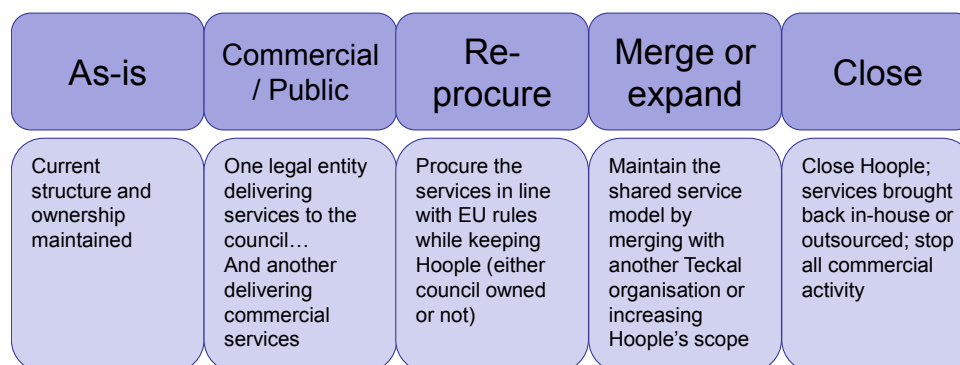 As-is
Commercial
/ Public
Re-
procure
Merge or
expand
Close
Current
structure and
ownership
maintained
One legal entity
delivering
services to the
council…
And another
delivering
commercial
services
Procure the
services in line
with EU rules
while keeping
Hoople (either
council owned
or not)
Maintain the
shared service
model by
merging with
another Teckal
organisation or
increasing
Hoople’s scope
Close Hoople;
services brought
back in-house or
outsourced; stop
all commercial
activity